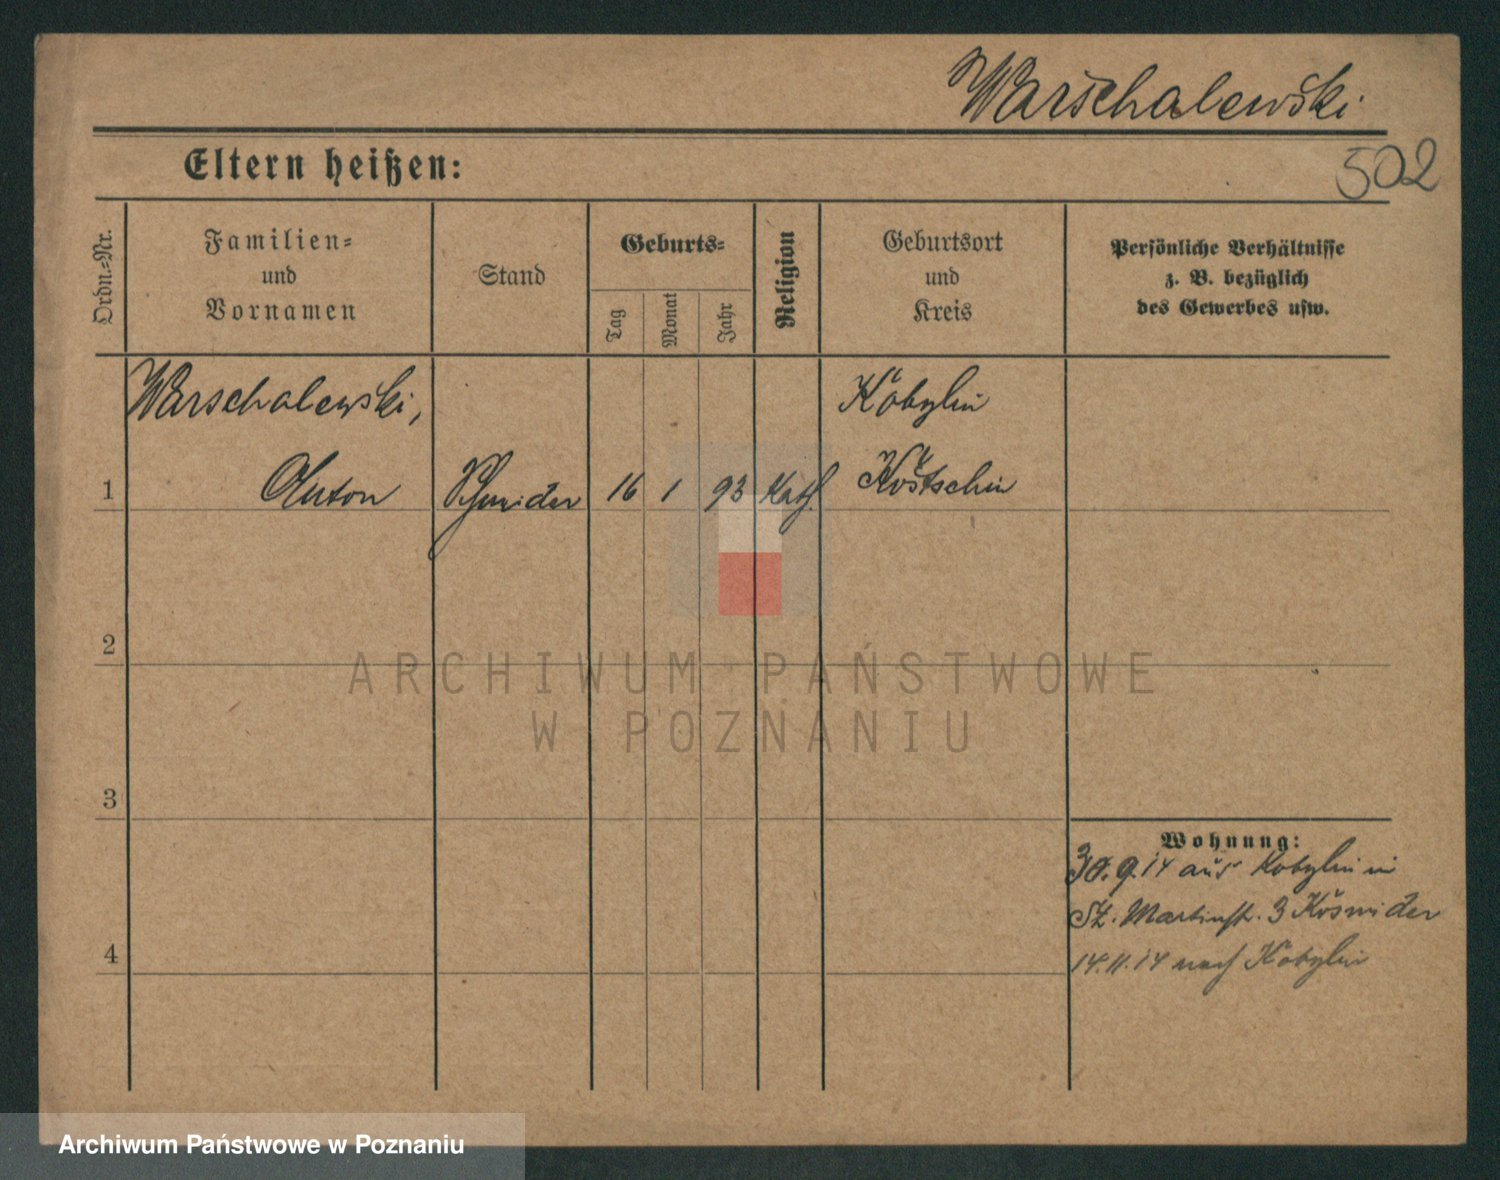 Warschalewski.
502
Eltern heißen:
Ordn.=Nr.
Familien=
und
Vornamen
Stand
Geburts=
Tag
Monat
Jahr
Religion
Geburtsort
und
Kreis
Persönliche Verhältnisse
z. B. bezüglich
des Gewerbes usw.
Warschalewski,
Kobylin
1 Anton Schneider 16 1 93 Kath. Kostschin
2
ARCHIWUM PAŃSTWOWE
W POZNANIU
3
Wohnung:
30.9.14 aus Kobylin in
St. Martinstr. 3
4
14.11.14 nach Kobylin
Archiwum Państwowe w Poznaniu